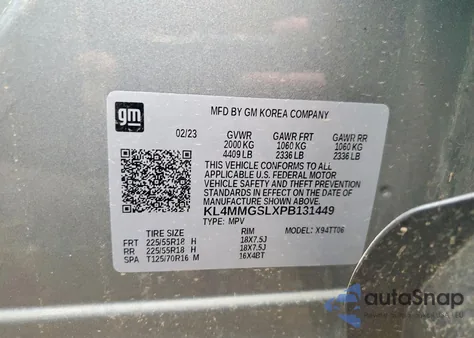 gm
MFD BY GM KOREA COMPANY
02/23 GVWR GAWR FRT GAWR RR
2000 KG 1060 KG 1060 KG
4409 LB 2336 LB 2336 LB
THIS VEHICLE CONFORMS TO ALL
APPLICABLE U.S. FEDERAL MOTOR
VEHICLE SAFETY AND THEFT PREVENTION
STANDARDS IN EFFECT ON THE DATE OF
MANUFACTURE SHOWN ABOVE.
KL4MMGSLXPB131449
TYPE: MPV
MODEL: X94TT06
TIRE SIZE RIM
FRT 225/55R18 H 18X7.5J
RR 225/55R18 H 18X7.5J
SPA T125/70R16 M 16X4BT
autoSnap